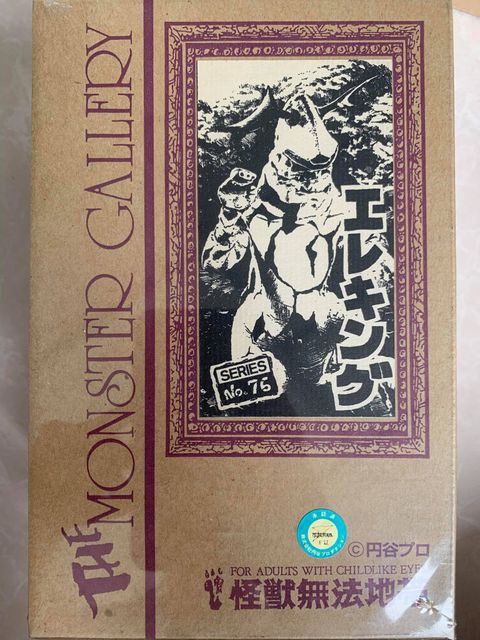 THE MONSTER GALLERY
エレキング
SERIES
No. 76
©円谷プロ
FOR ADULTS WITH CHILDLIKE EYES
怪獣無法地帯